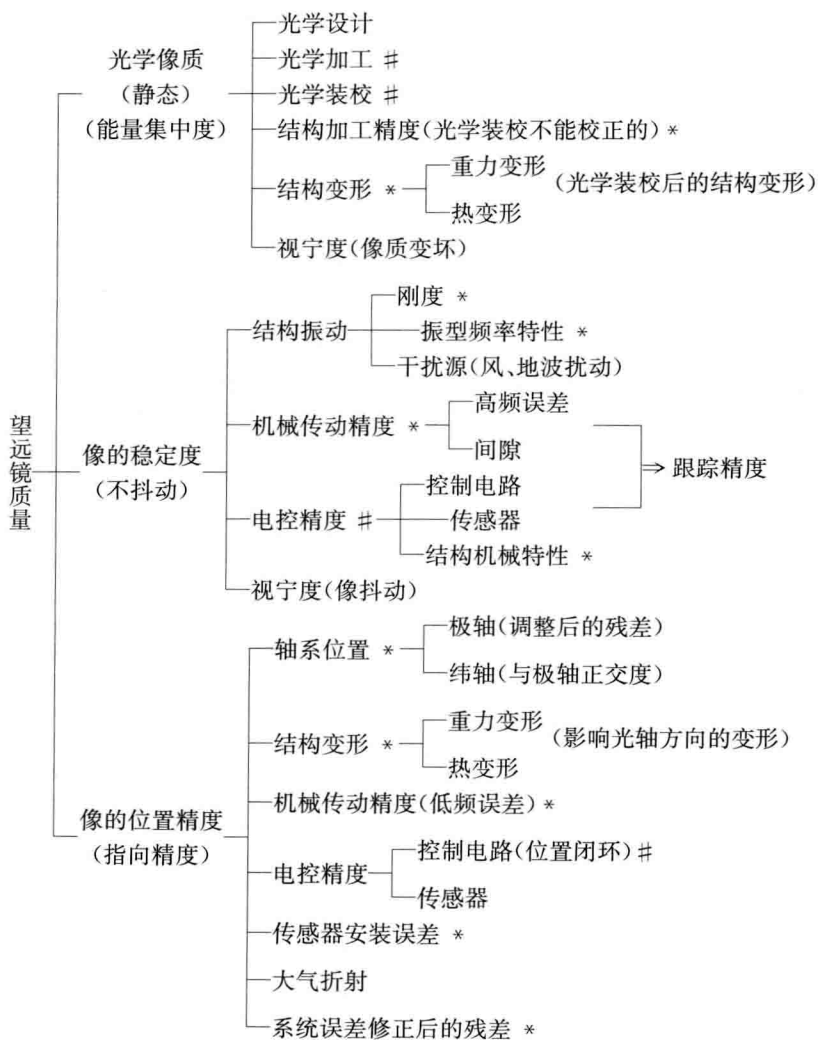 光学设计
光学像质
光学加工 #
(静态)
光学装校 #
(能量集中度)
结构加工精度(光学装校不能校正的) *
重力变形
结构变形 *
(光学装校后的结构变形)
热变形
视宁度(像质变坏)
刚度 *
结构振动
振型频率特性 *
干扰源(风、地波扰动)
高频误差
机械传动精度 *
间隙
望远镜质量
像的稳定度
(不抖动)
⇒ 跟踪精度
控制电路
电控精度 #
传感器
结构机械特性 *
视宁度(像抖动)
极轴(调整后的残差)
轴系位置 *
纬轴(与极轴正交度)
重力变形
结构变形 *
(影响光轴方向的变形)
热变形
机械传动精度(低频误差) *
像的位置精度
(指向精度)
控制电路(位置闭环) #
电控精度
传感器
传感器安装误差 *
大气折射
系统误差修正后的残差 *